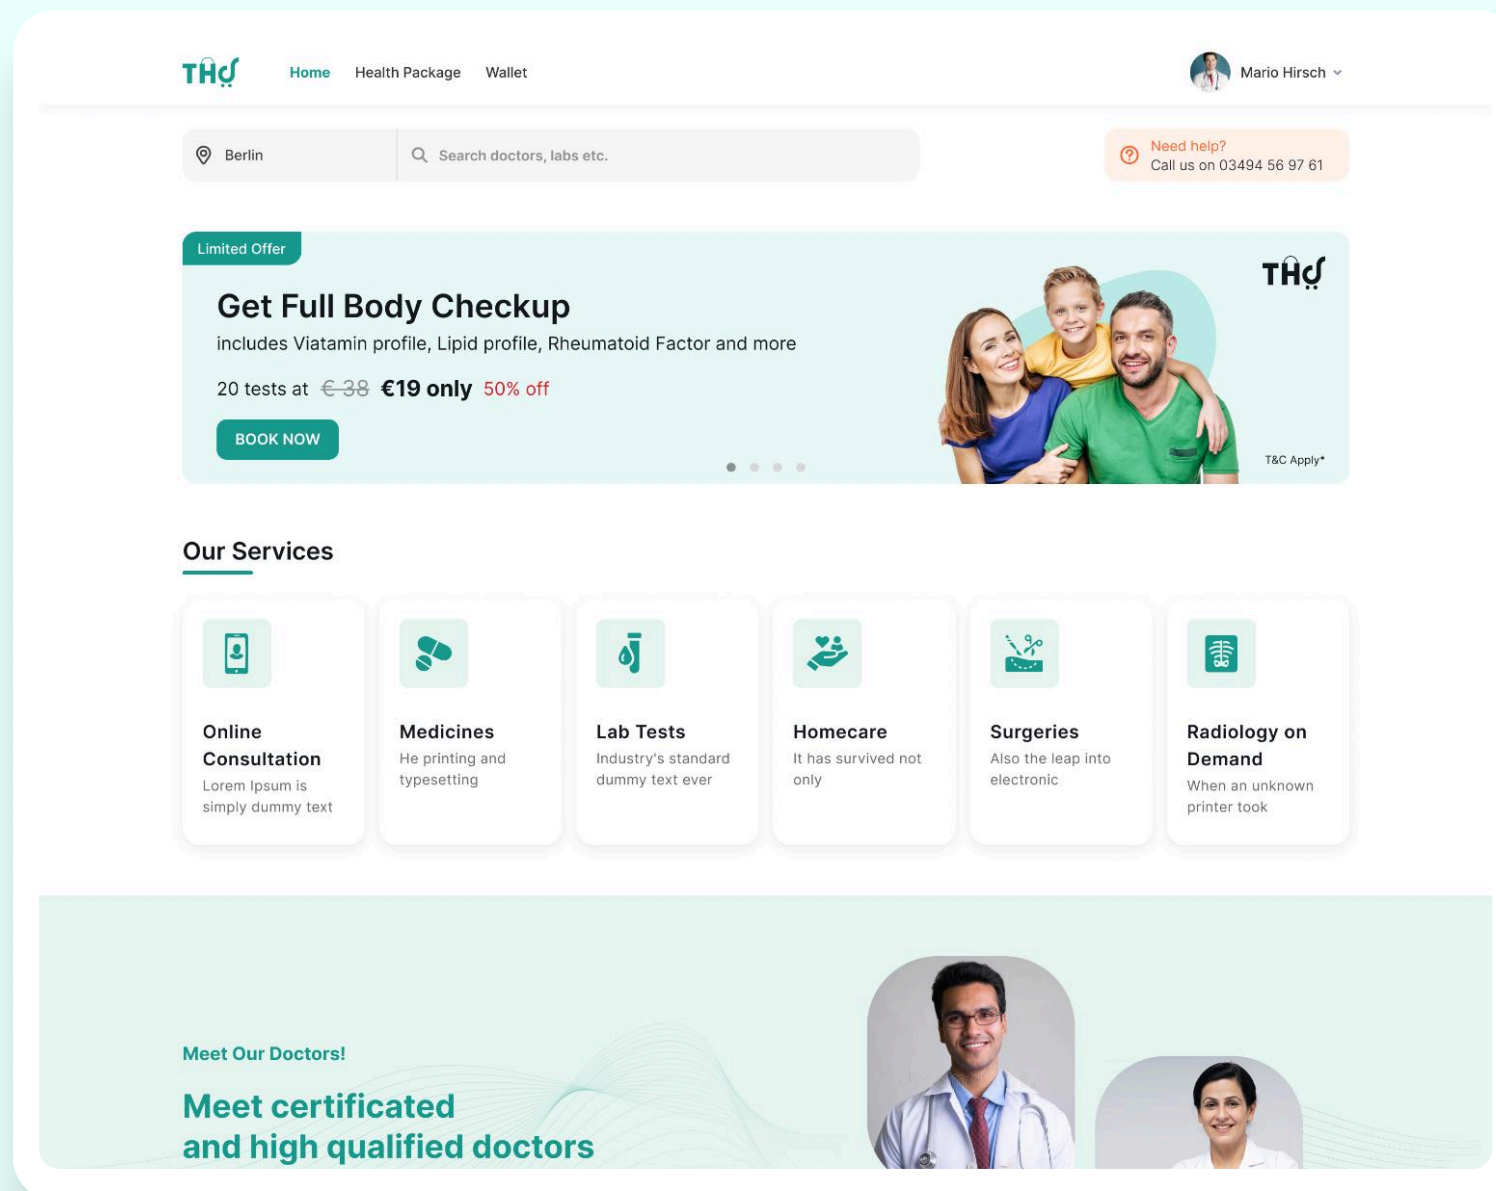 THS
Home Health Package Wallet
Mario Hirsch
Berlin
Search doctors, labs etc.
Need help?
Call us on 03494 56 97 61
Limited Offer
THS
Get Full Body Checkup
includes Viatamin profile, Lipid profile, Rheumatoid Factor and more
20 tests at € 38 €19 only 50% off
BOOK NOW
T&C Apply*
Our Services
Online
Consultation
Lorem Ipsum is
simply dummy text
Medicines
He printing and
typesetting
Lab Tests
Industry's standard
dummy text ever
Homecare
It has survived not
only
Surgeries
Also the leap into
electronic
Radiology on
Demand
When an unknown
printer took
Meet Our Doctors!
Meet certificated
and high qualified doctors